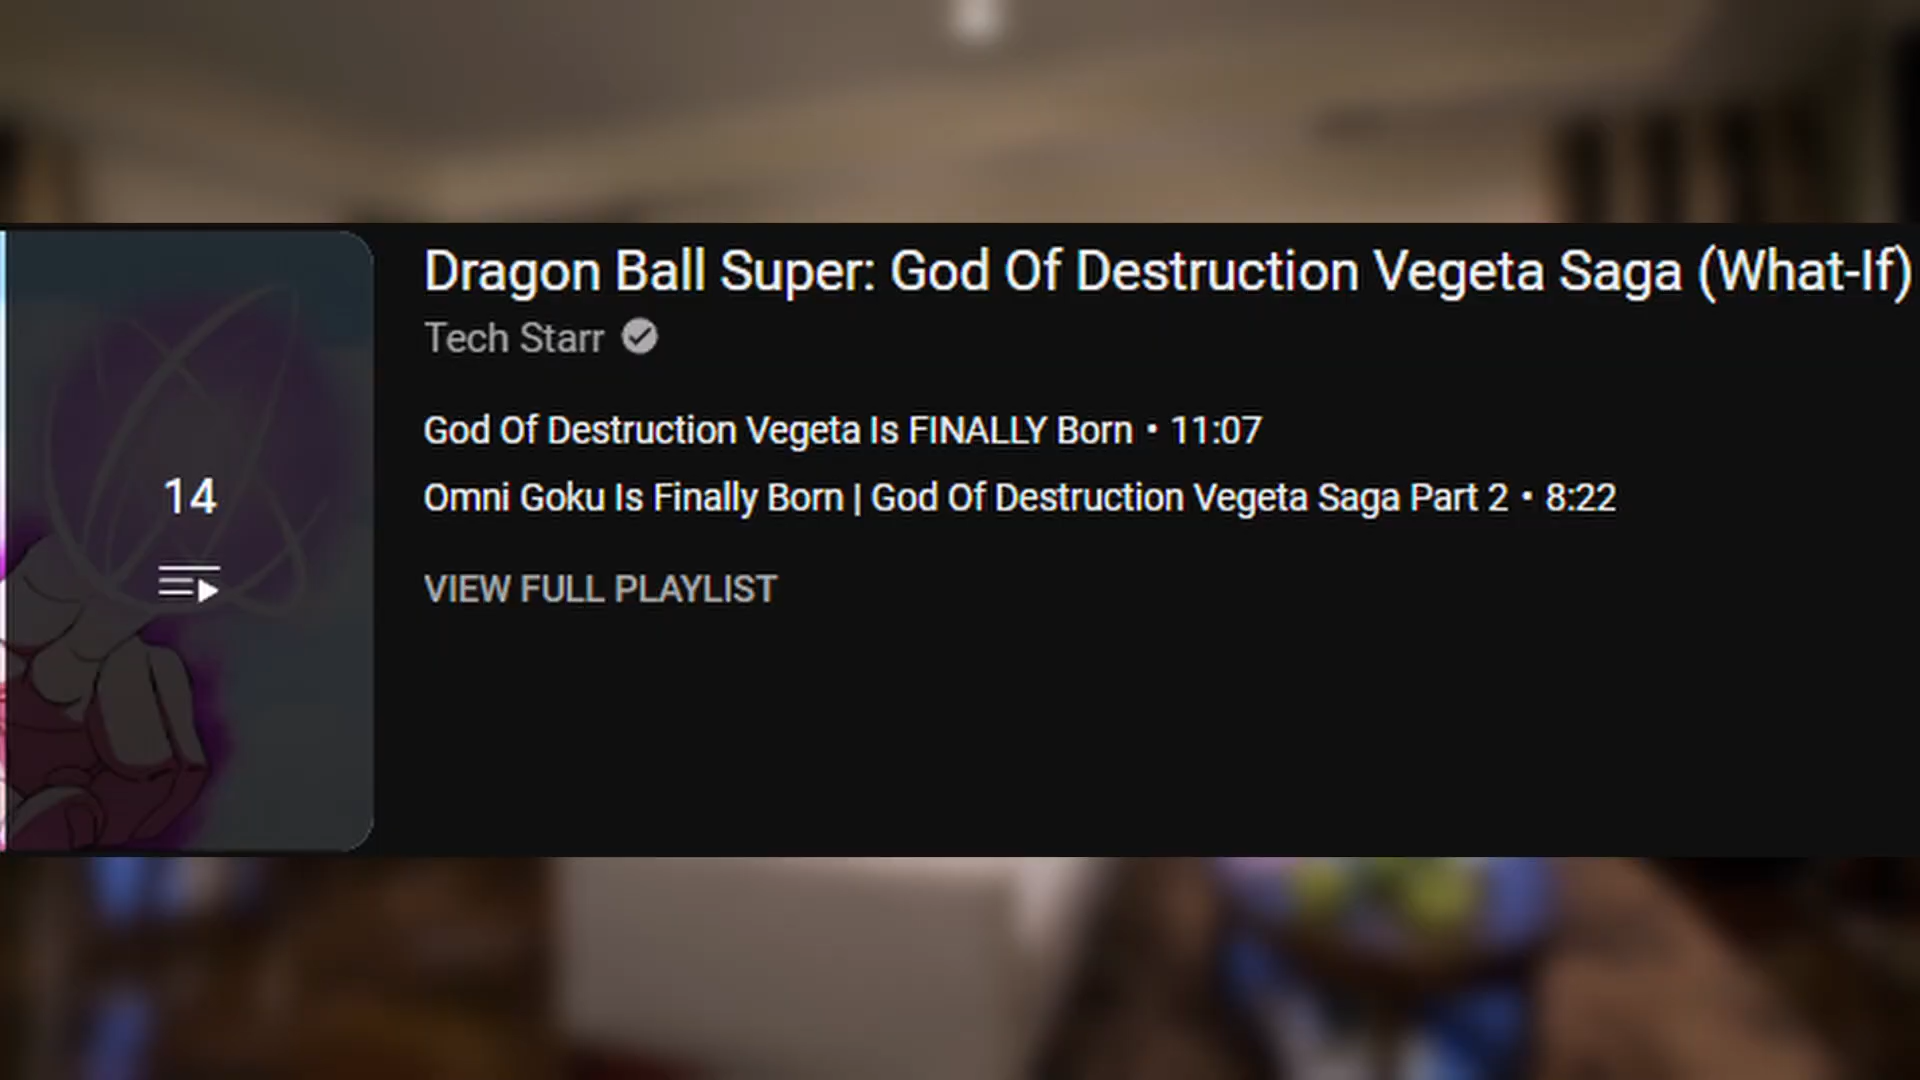 Dragon Ball Super: God Of Destruction Vegeta Saga (What-If)
Tech Starr
God Of Destruction Vegeta Is FINALLY Born • 11:07
14
Omni Goku Is Finally Born | God Of Destruction Vegeta Saga Part 2 • 8:22
VIEW FULL PLAYLIST